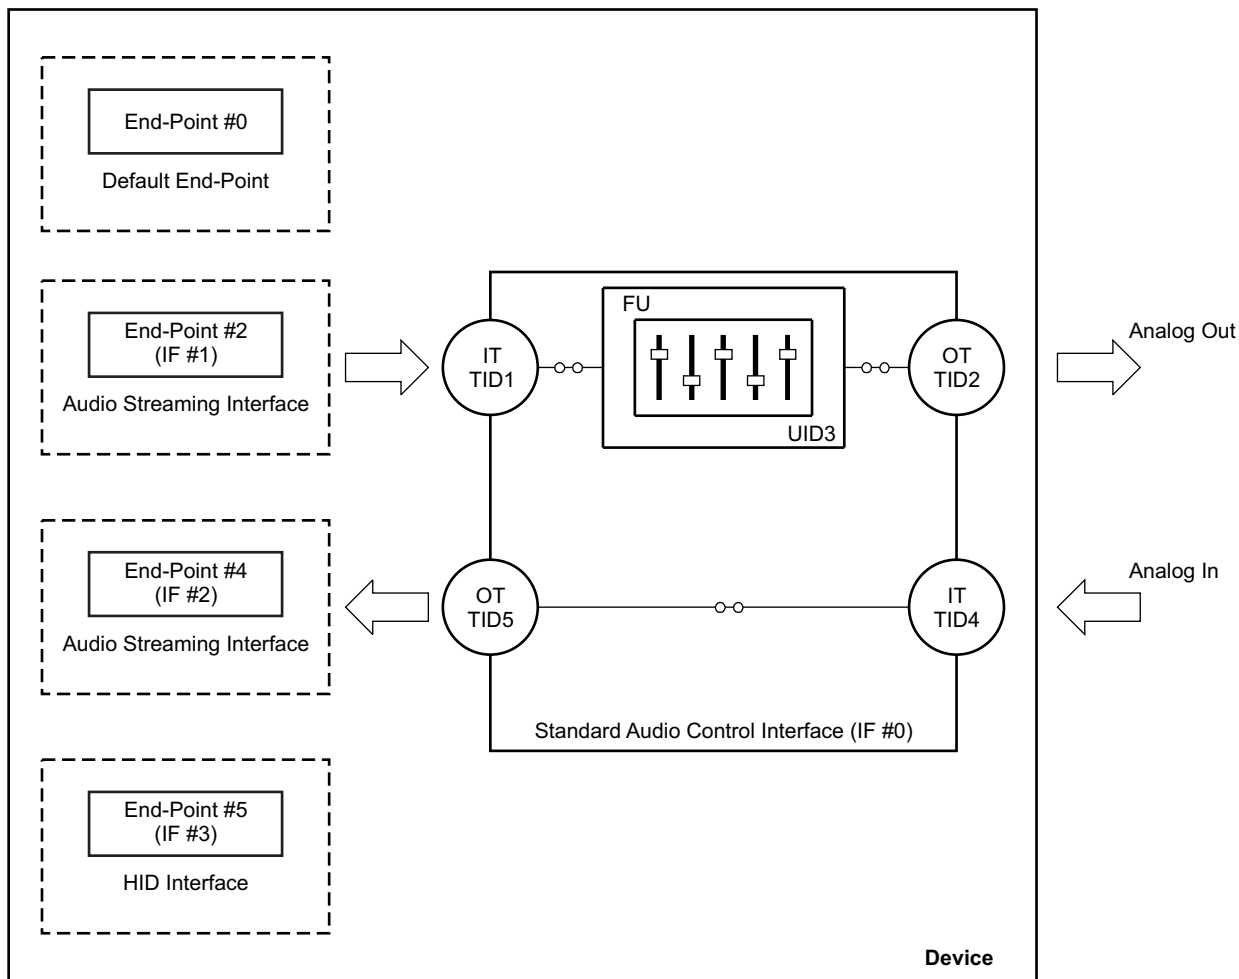 End-Point #0
Default End-Point
End-Point #2
(IF #1)
Audio Streaming Interface
IT
TID1
FU
UID3
OT
TID2
Analog Out
End-Point #4
(IF #2)
Audio Streaming Interface
OT
TID5
IT
TID4
Analog In
Standard Audio Control Interface (IF #0)
End-Point #5
(IF #3)
HID Interface
Device